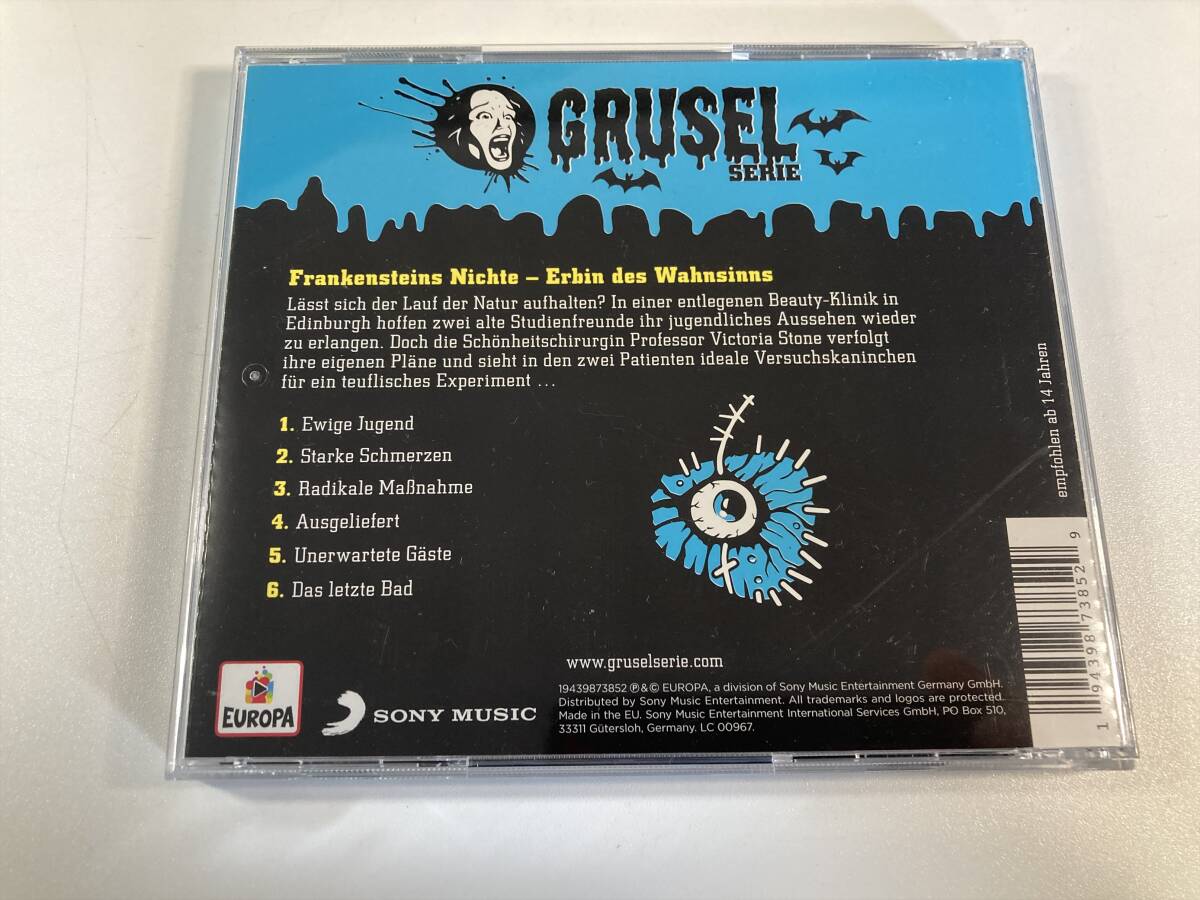 GRUSEL
SERIE
Frankensteins Nichte – Erbin des Wahnsinns
Lässt sich der Lauf der Natur aufhalten? In einer entlegenen Beauty-Klinik in
Edinburgh hoffen zwei alte Studienfreunde ihr jugendliches Aussehen wieder
zu erlangen. Doch die Schönheitschirurgin Professor Victoria Stone verfolgt
ihre eigenen Pläne und sieht in den zwei Patienten ideale Versuchskaninchen
für ein teuflisches Experiment ...
1. Ewige Jugend
2. Starke Schmerzen
3. Radikale Maßnahme
4. Ausgeliefert
5. Unerwartete Gäste
6. Das letzte Bad
empfohlen ab 14 Jahren
www.gruselserie.com
EUROPA
SONY MUSIC
19439873852 ℗&© EUROPA, a division of Sony Music Entertainment Germany GmbH.
Distributed by Sony Music Entertainment. All trademarks and logos are protected.
Made in the EU. Sony Music Entertainment International Services GmbH, PO Box 510,
33311 Gütersloh, Germany. LC 00967.
1 94398 73852 9